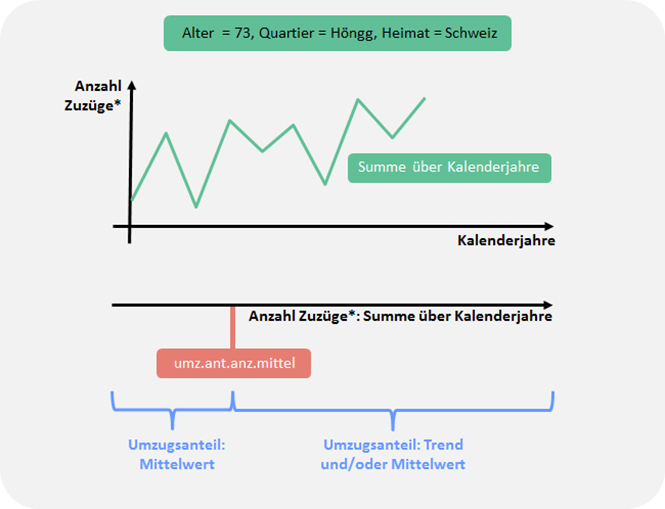 Alter = 73, Quartier = Höngg, Heimat = Schweiz
Anzahl
Zuzüge*
Summe über Kalenderjahre
Kalenderjahre
Anzahl Zuzüge*: Summe über Kalenderjahre
umz.ant.anz.mittel
Umzugsanteil:
Mittelwert
Umzugsanteil: Trend
und/oder Mittelwert